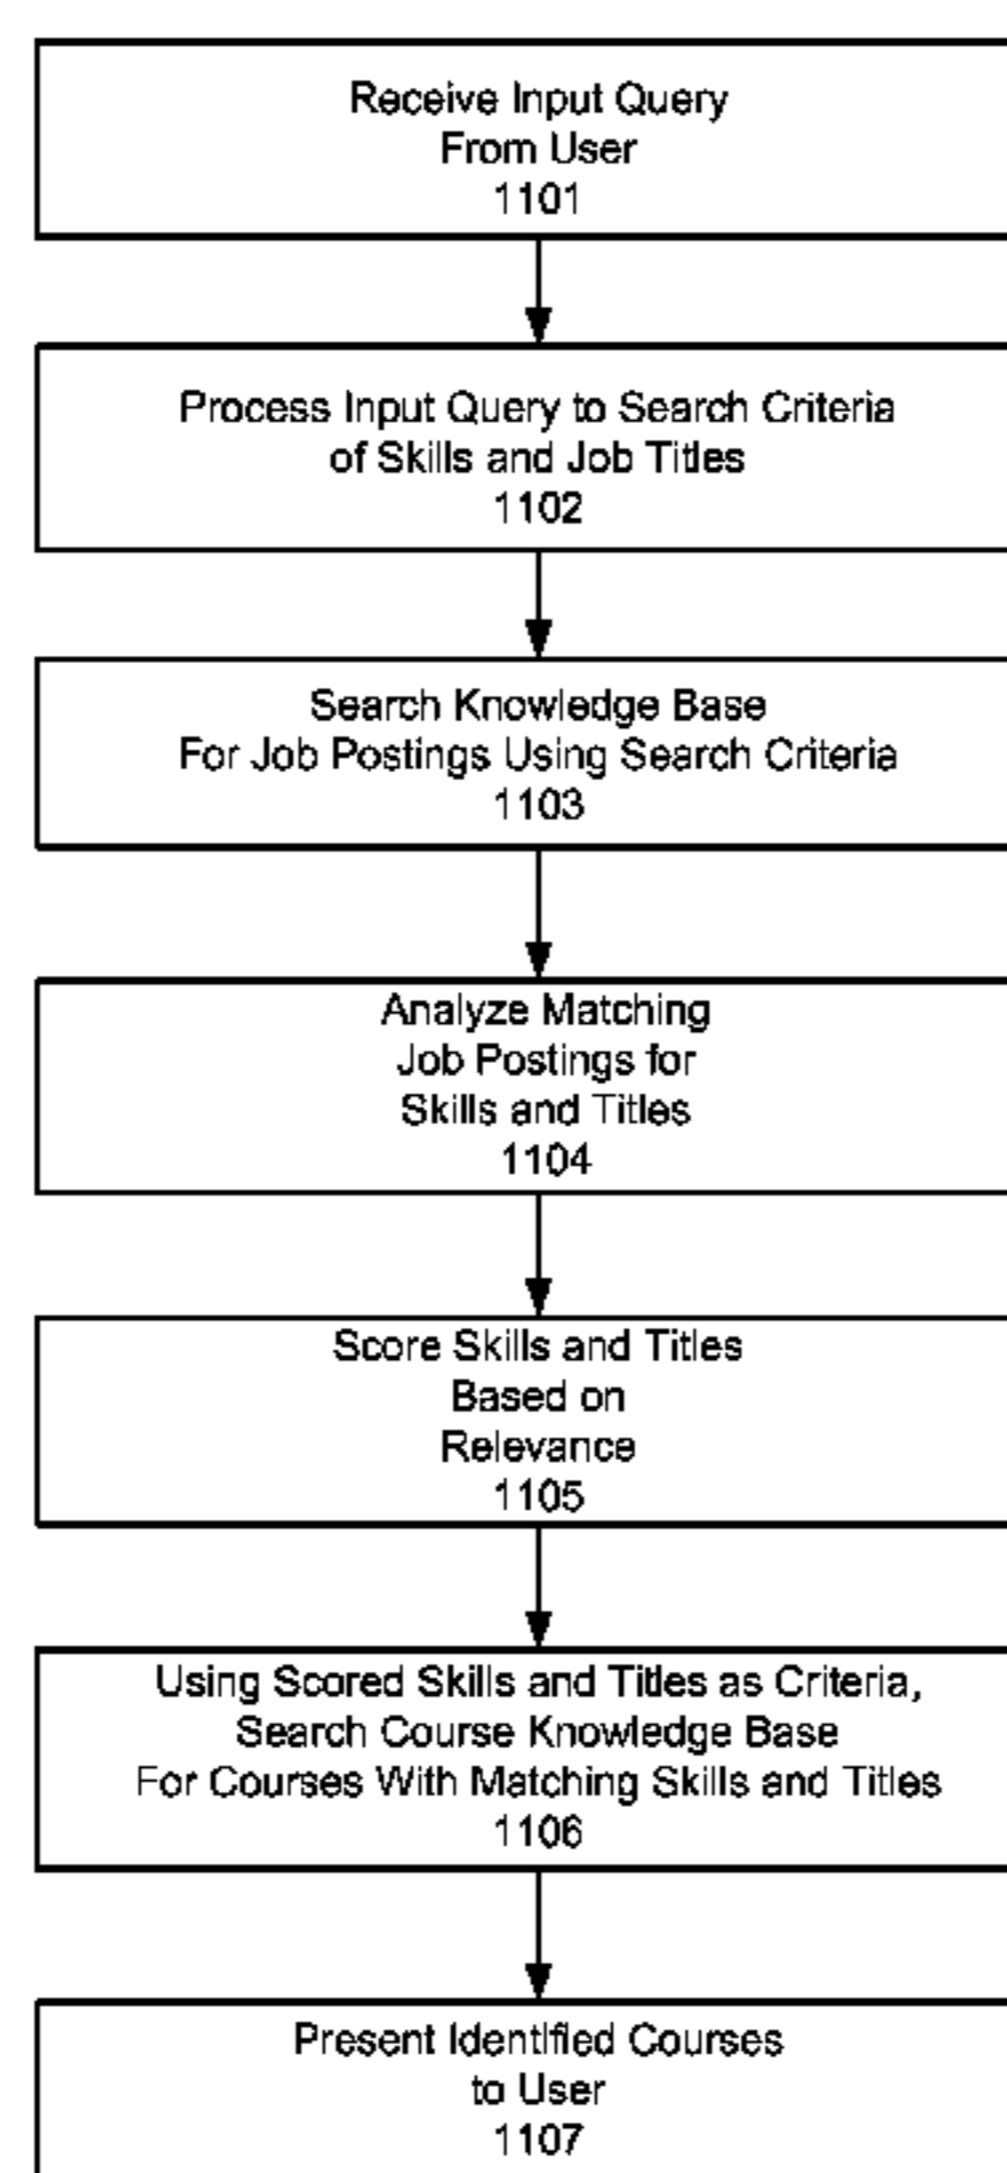 Receive Input Query
From User
1101
Process Input Query to Search Criteria
of Skills and Job Titles
1102
Search Knowledge Base
For Job Postings Using Search Criteria
1103
Analyze Matching
Job Postings for
Skills and Titles
1104
Score Skills and Titles
Based on
Relevance
1105
Using Scored Skills and Titles as Criteria,
Search Course Knowledge Base
For Courses With Matching Skills and Titles
1106
Present Identified Courses
to User
1107